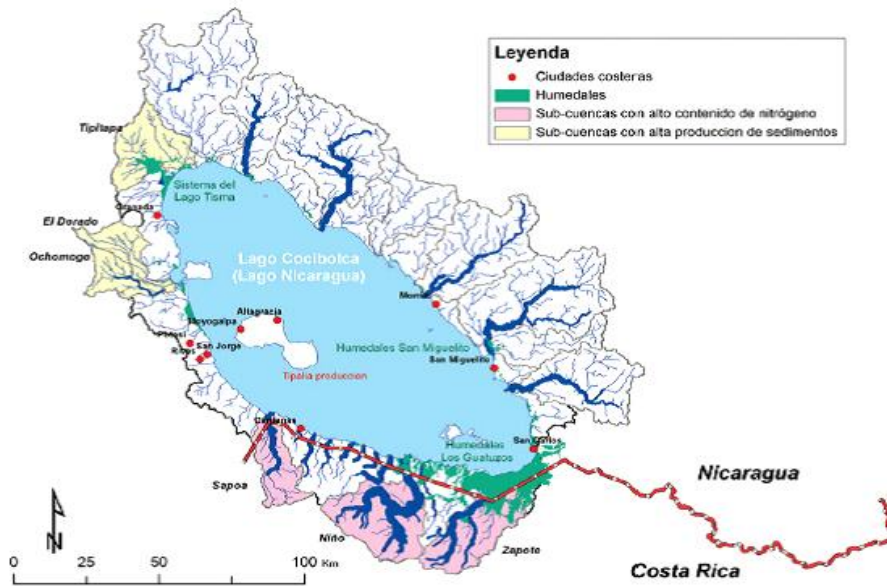 Leyenda
Ciudades costeras
Humedales
Sub-cuencas con alto contenido de nitrógeno
Sub-cuencas con alta produccion de sedimentos
Tipitapa
Sistema del
Lago Tisma
Granada
El Dorado
Ochomogo
Lago Cocibolca
(Lago Nicaragua)
Altagracia
Moyogalpa
San Jorge
Humedales San Miguelito
San Miguelito
Tipalia produccion
Cardenas
Humedales
Los Guatuzos
San Carlos
Sapoa
Niño
Zapote
Nicaragua
Costa Rica
N
0 25 50 100 Km